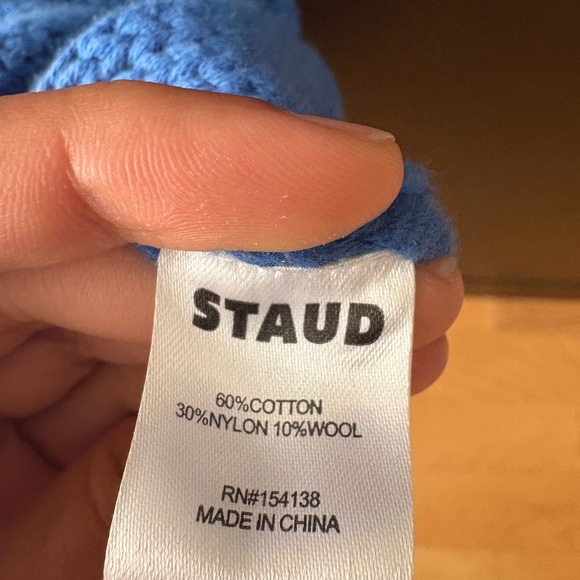 STAUD
60%COTTON
30%NYLON 10%WOOL
RN#154138
MADE IN CHINA